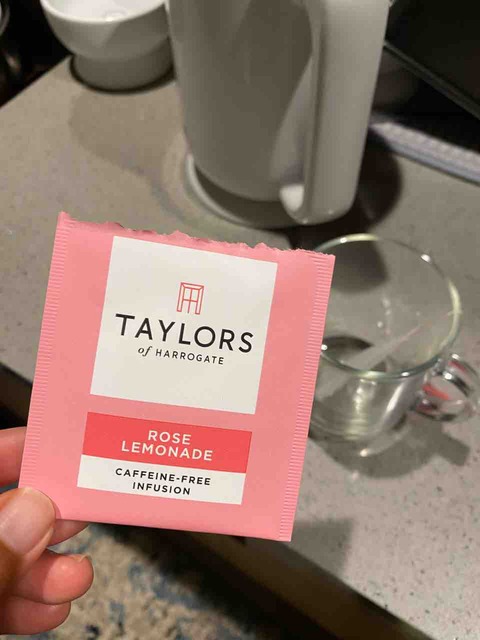 TAYLORS
of HARROGATE
ROSE
LEMONADE
CAFFEINE-FREE
INFUSION